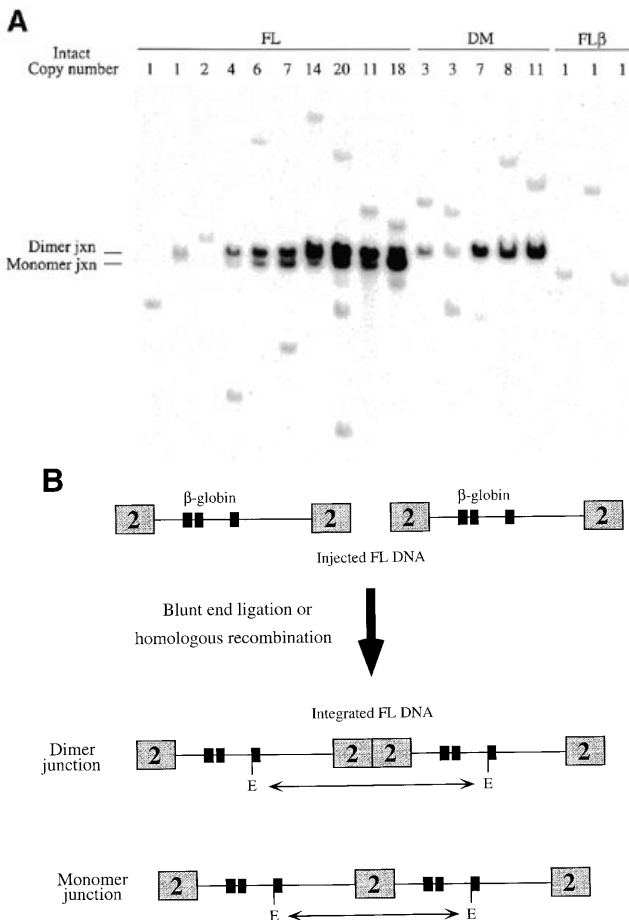 A
FL DM FLβ
Intact
Copy number 1 1 2 4 6 7 14 20 11 18 3 3 7 8 11 1 1 1
Dimer jxn
Monomer jxn
B
β-globin β-globin
2 2 2 2
Injected FL DNA
Blunt end ligation or
homologous recombination
Integrated FL DNA
Dimer
junction
2 2 2 2
E E
Monomer
junction
2 2 2
E E